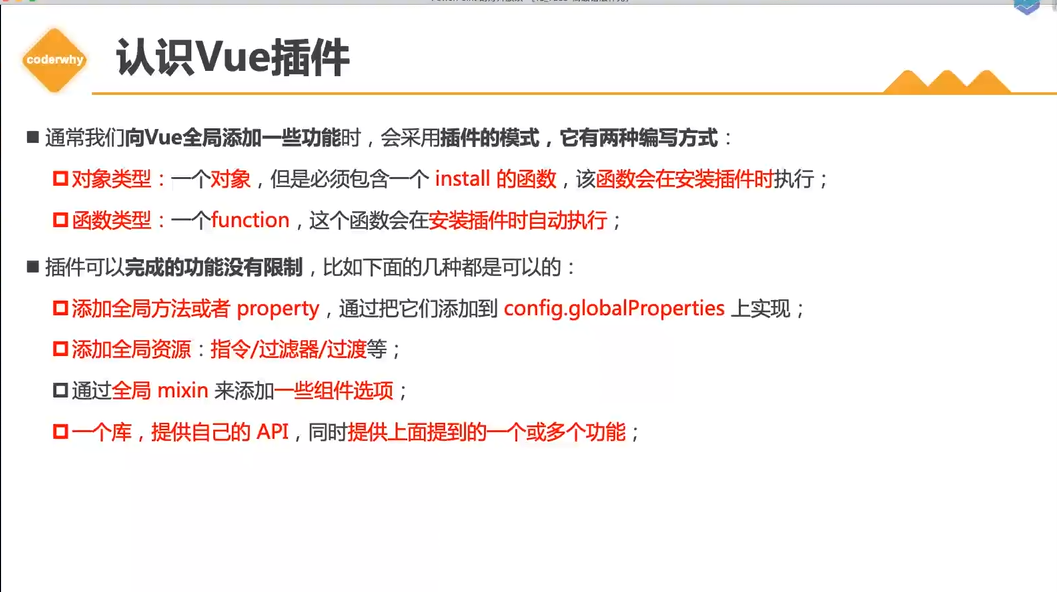 coderwhy
认识Vue插件
通常我们向Vue全局添加一些功能时，会采用插件的模式，它有两种编写方式：
对象类型：一个对象，但是必须包含一个 install 的函数，该函数会在安装插件时执行；
函数类型：一个function，这个函数会在安装插件时自动执行；
插件可以完成的功能没有限制，比如下面的几种都是可以的：
添加全局方法或者 property，通过把它们添加到 config.globalProperties 上实现；
添加全局资源：指令/过滤器/过渡等；
通过全局 mixin 来添加一些组件选项；
一个库，提供自己的 API，同时提供上面提到的一个或多个功能；